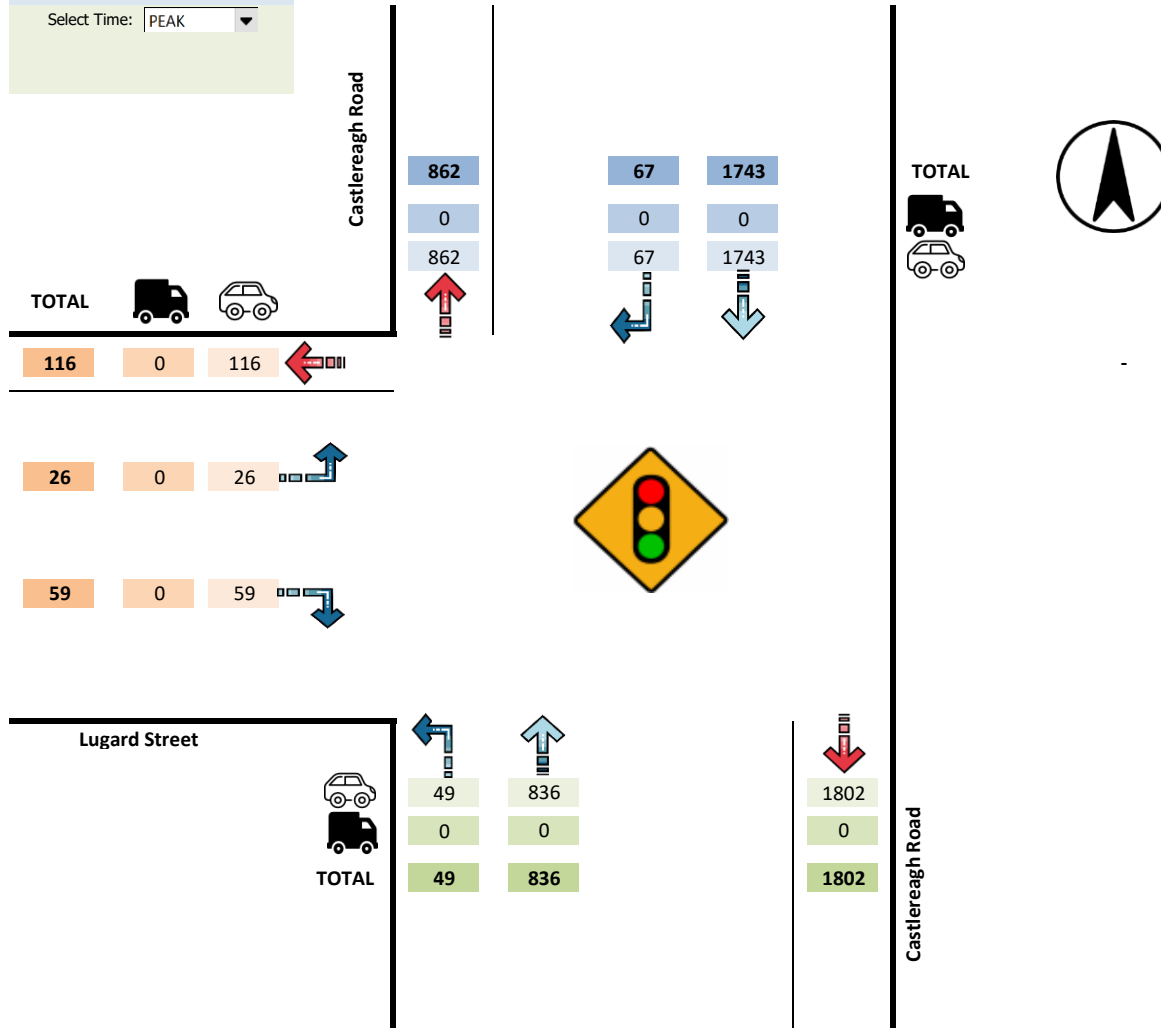 Select Time: PEAK
Castlereagh Road
862 67 1743 TOTAL
0 0 0
862 67 1743
TOTAL
116 0 116
-
26 0 26
59 0 59
Lugard Street
49 836 1802
0 0 0
TOTAL 49 836 1802
Castlereagh Road